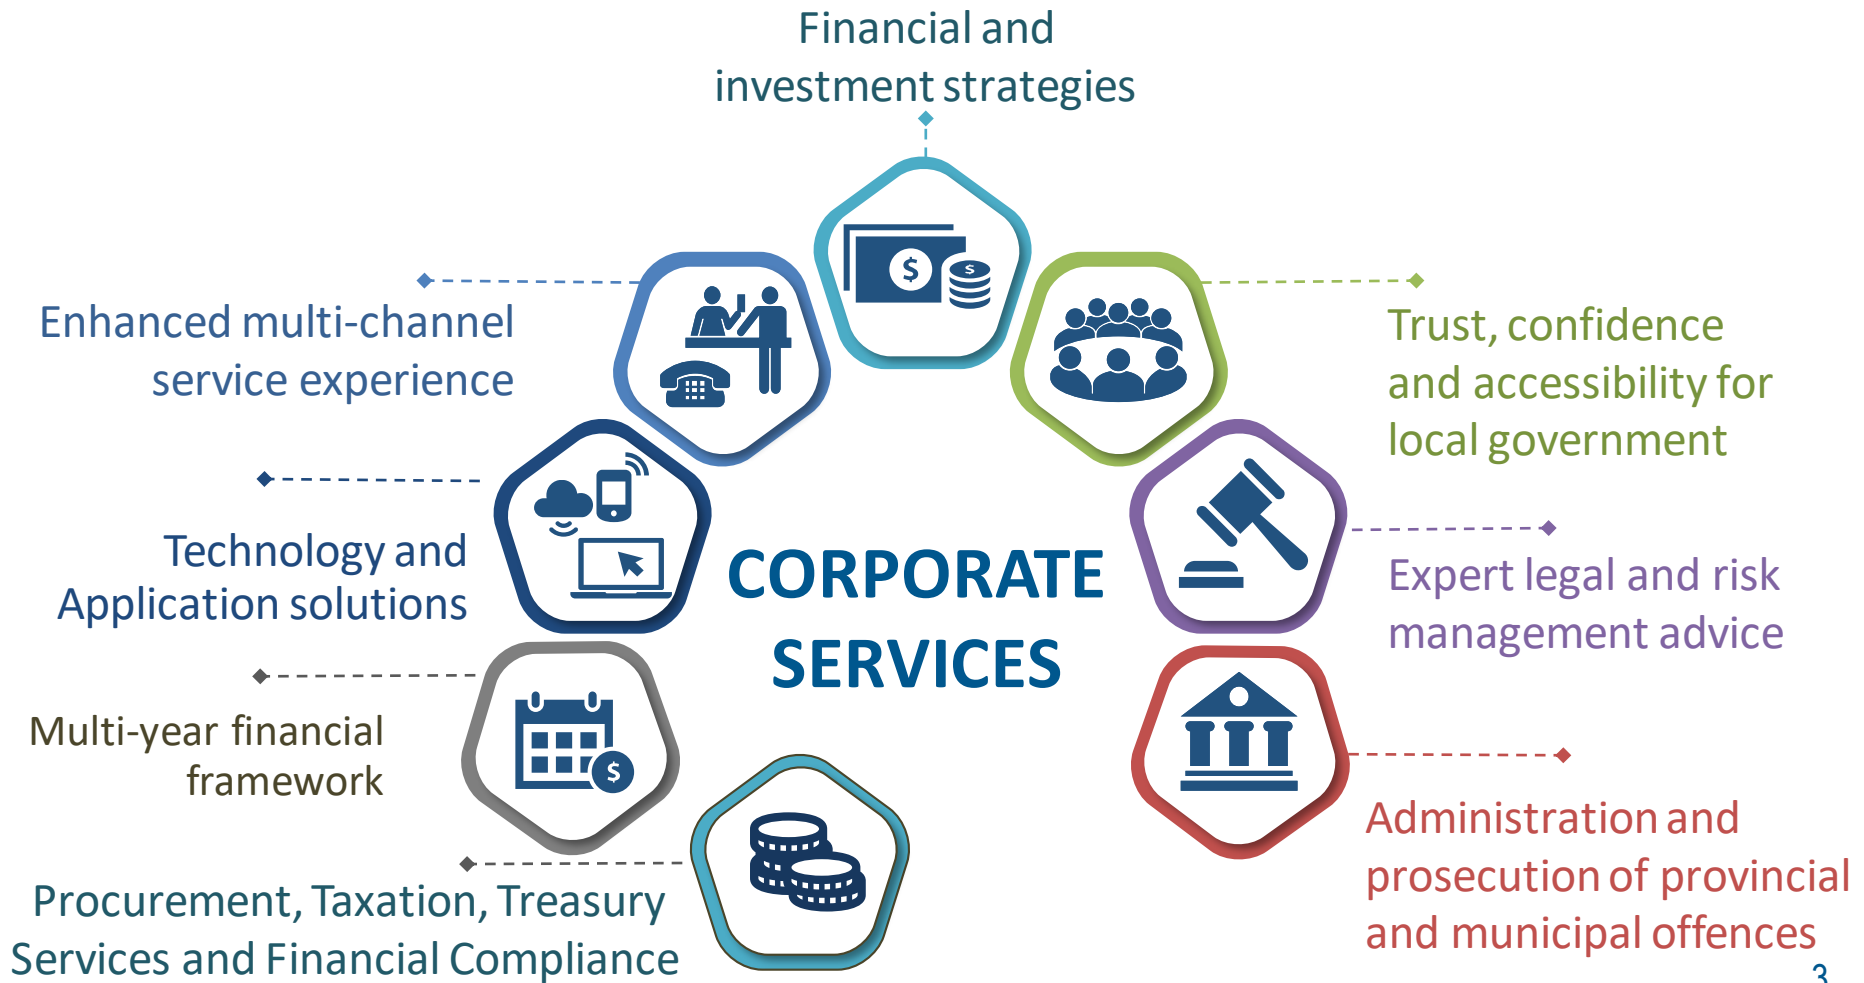 Financial and
investment strategies
Enhanced multi-channel
service experience
Trust, confidence
and accessibility for
local government
Technology and
Application solutions
CORPORATE
SERVICES
Expert legal and risk
management advice
Multi-year financial
framework
$
$
$
Administration and
prosecution of provincial
and municipal offences
Procurement, Taxation, Treasury
Services and Financial Compliance
3